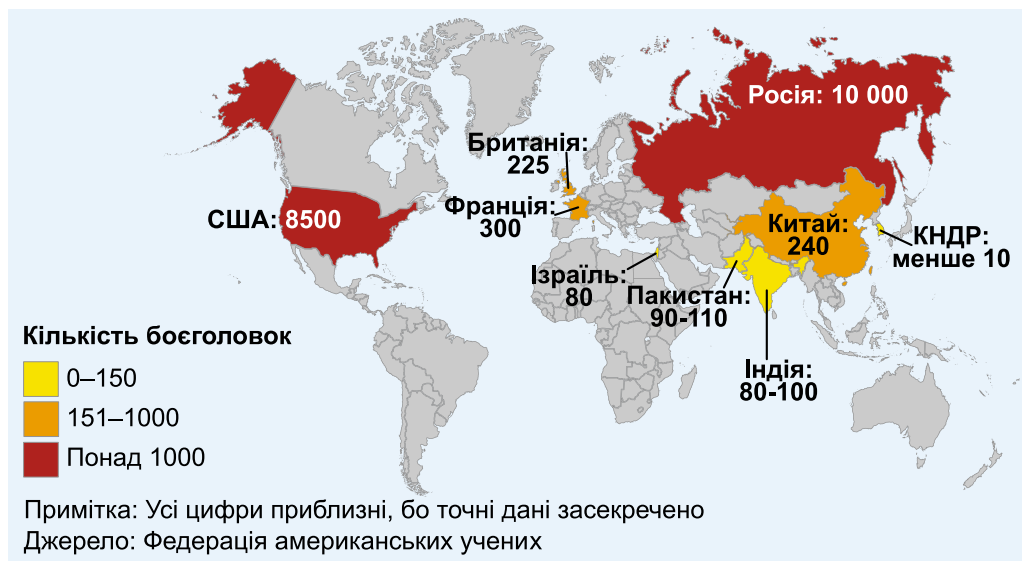 Росія: 10 000
Британія:
225
США: 8500
Франція:
300
Китай:
240
КНДР:
менше 10
Ізраїль:
80
Пакистан:
90-110
Індія:
80-100
Кількість боєголовок
0–150
151–1000
Понад 1000
Примітка: Усі цифри приблизні, бо точні дані засекречено
Джерело: Федерація американських учених